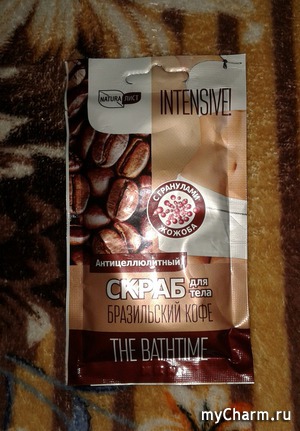 NATURA ЛИСТ
INTENSIVE!
С ГРАНУЛАМИ
ЖОЖОБА
Антицеллюлитный
СКРАБ для
тела
БРАЗИЛЬСКИЙ КОФЕ
THE BATHTIME
myCharm.ru